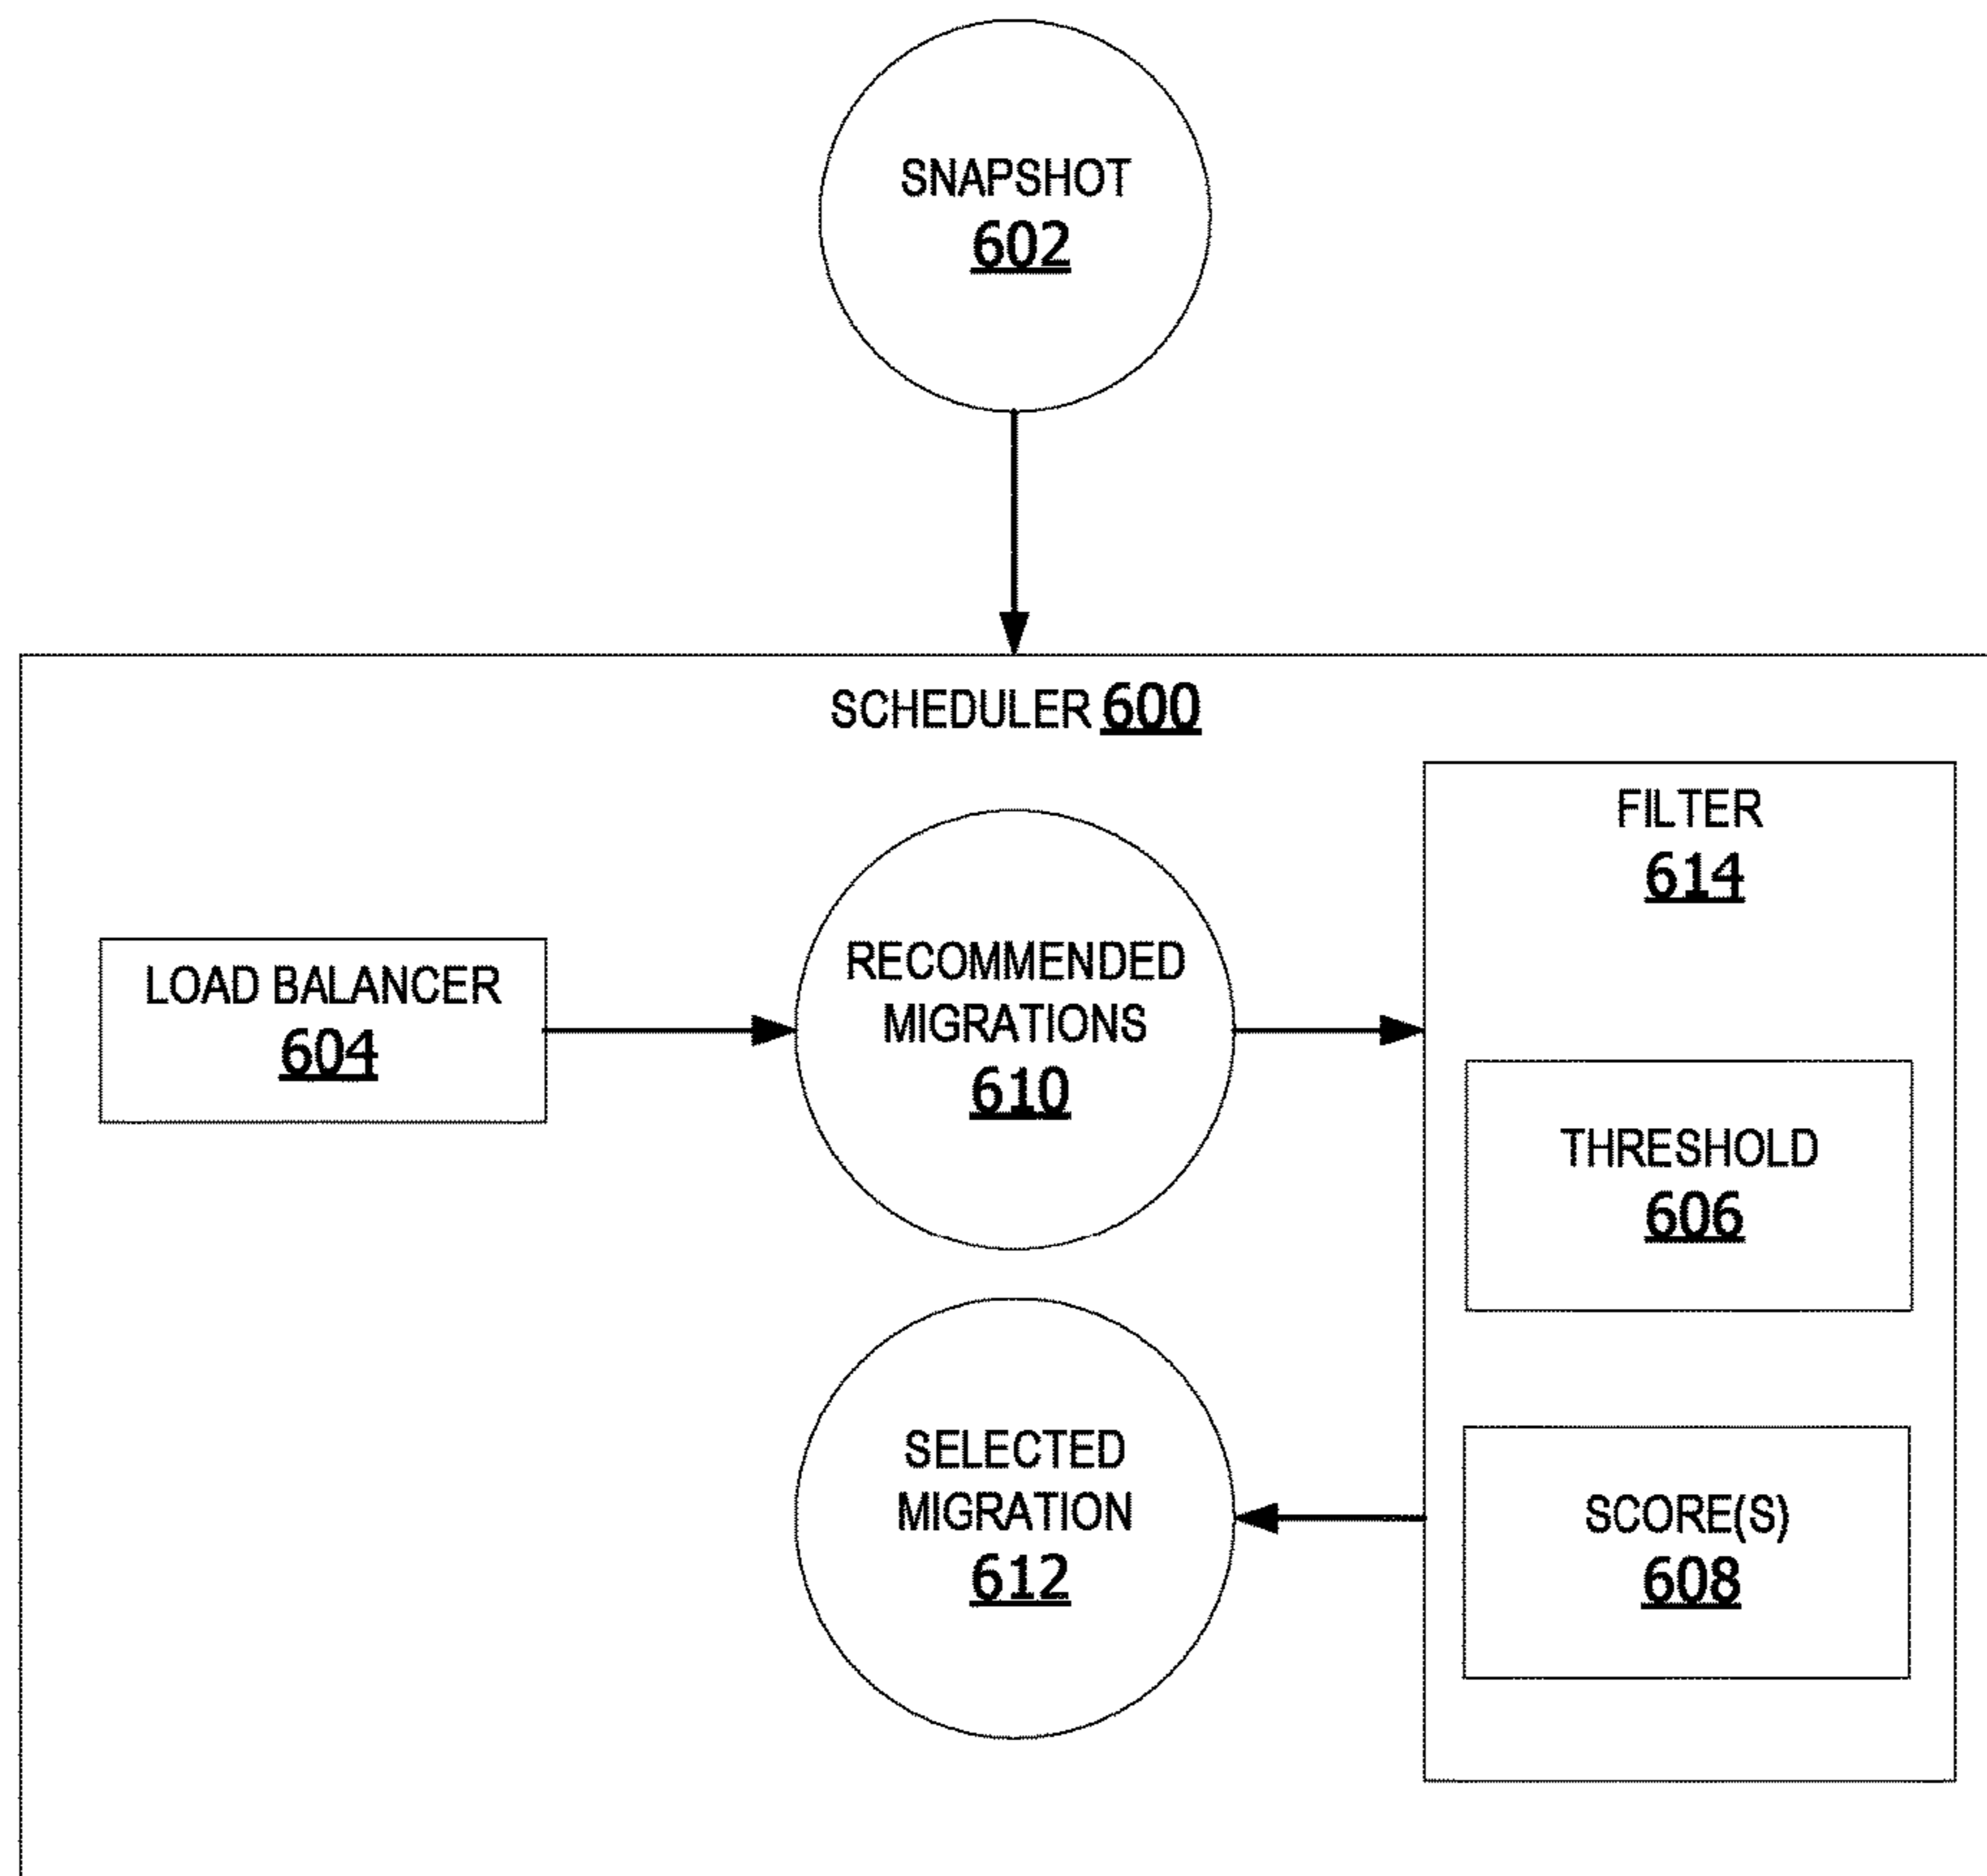 SNAPSHOT
602
SCHEDULER 600
FILTER
614
LOAD BALANCER
604
RECOMMENDED
MIGRATIONS
610
THRESHOLD
606
SELECTED
MIGRATION
612
SCORE(S)
608